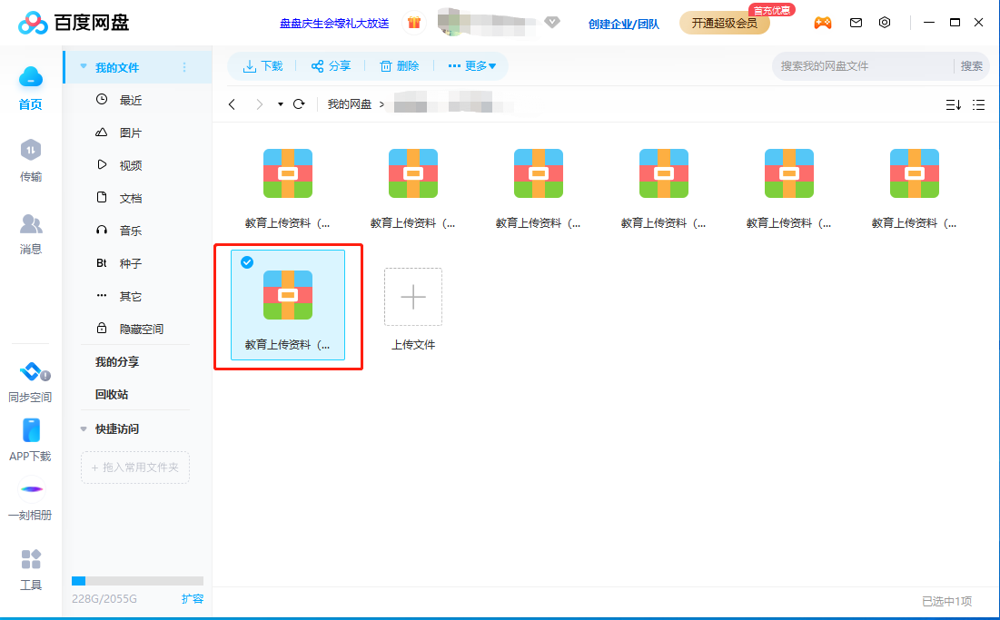 百度网盘
盘盘庆生会嚎礼大放送
创建企业/团队
开通超级会员
首充优惠
首页
传输
消息
同步空间
APP下载
一刻相册
工具
我的文件
最近
图片
视频
文档
音乐
Bt 种子
其它
隐藏空间
我的分享
回收站
快捷访问
+ 拖入常用文件夹
228G/2055G 扩容
下载 分享 删除 更多
搜索我的网盘文件 搜索
我的网盘 >
教育上传资料（... 教育上传资料（... 教育上传资料（... 教育上传资料（... 教育上传资料（... 教育上传资料（...
教育上传资料（... 上传文件
已选中1项